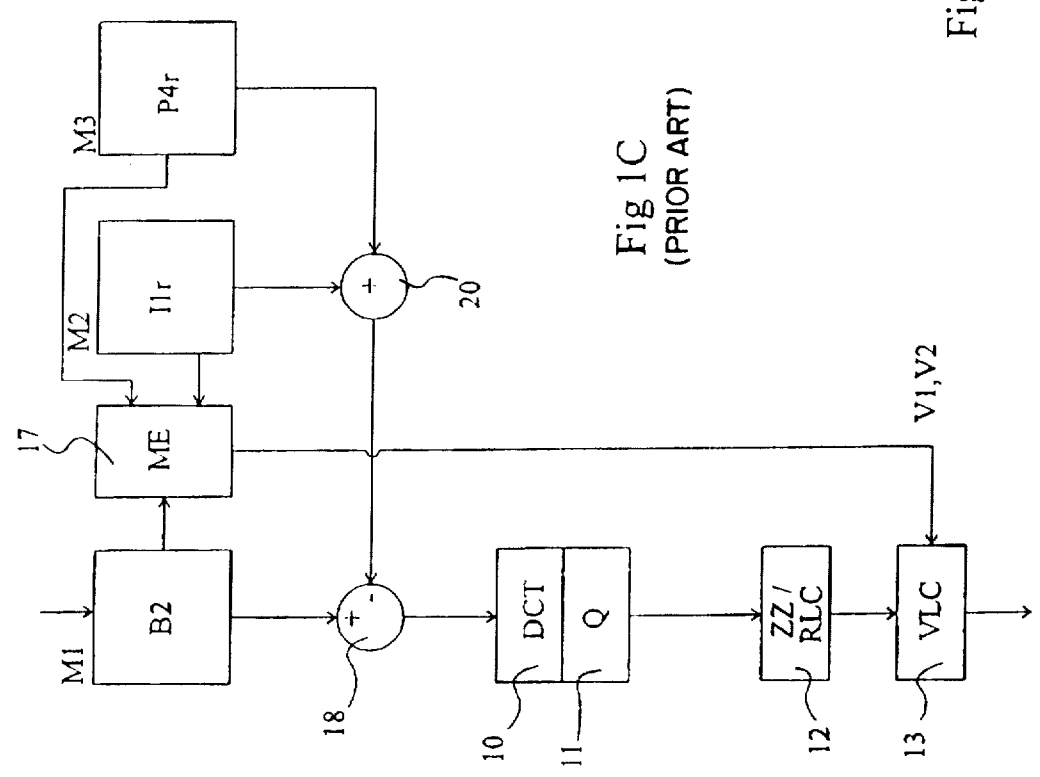 M3
P4r
M2
I1r
17
ME
M1
B2
+
20
+
-
18
V1,V2
10
DCT
11
Q
12
ZZ/
RLC
13
VLC
Fig 1C
(PRIOR ART)
Fig